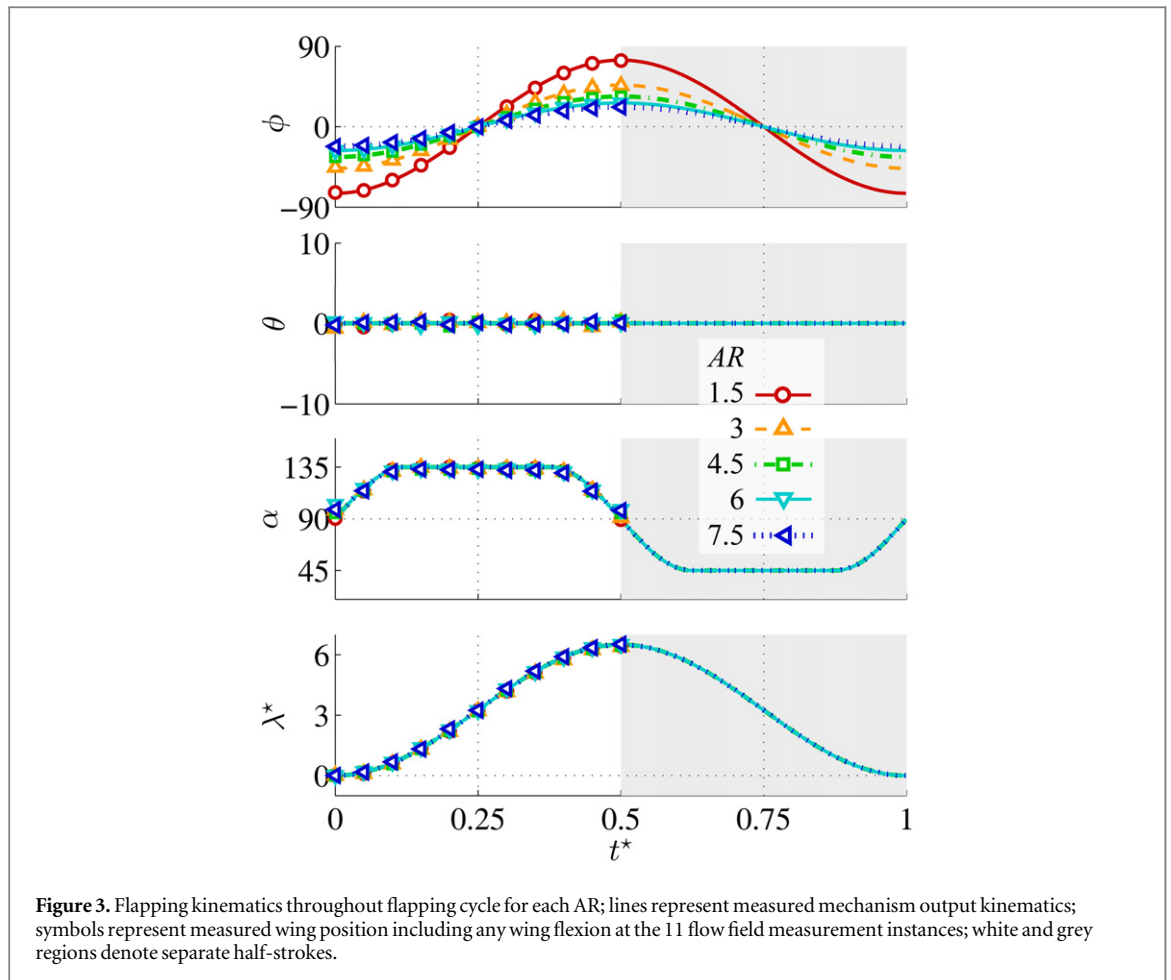 90
ϕ 0
−90
10
θ 0
−10
AR
1.5
3
4.5
6
7.5
135
α 90
45
6
λ⋆ 3
0
0 0.25 0.5 0.75 1
t⋆
Figure 3. Flapping kinematics throughout flapping cycle for each AR; lines represent measured mechanism output kinematics;
symbols represent measured wing position including any wing flexion at the 11 flow field measurement instances; white and grey
regions denote separate half-strokes.